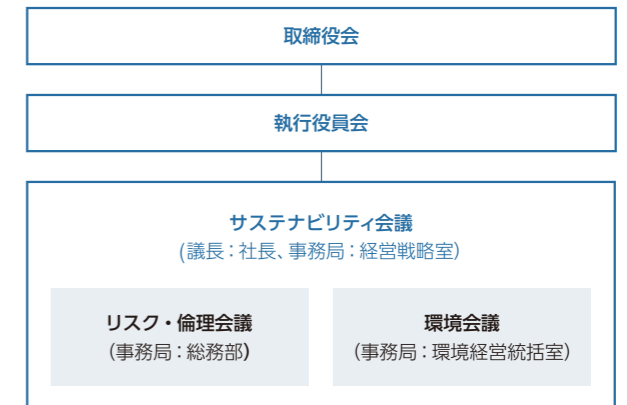 取締役会
執行役員会
サステナビリティ会議
(議長：社長、事務局：経営戦略室)
リスク・倫理会議
(事務局：総務部)
環境会議
(事務局：環境経営統括室)